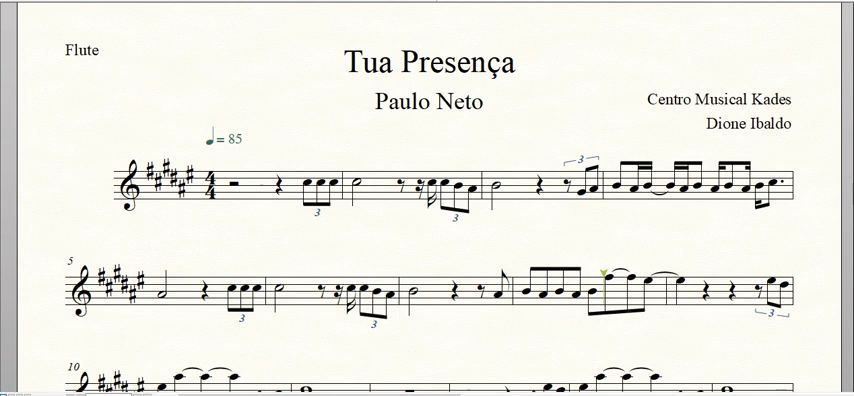 Flute
Tua Presença
Paulo Neto
Centro Musical Kades
Dione Ibaldo
= 85
4
4
3
3
3
5
3
3
3
10